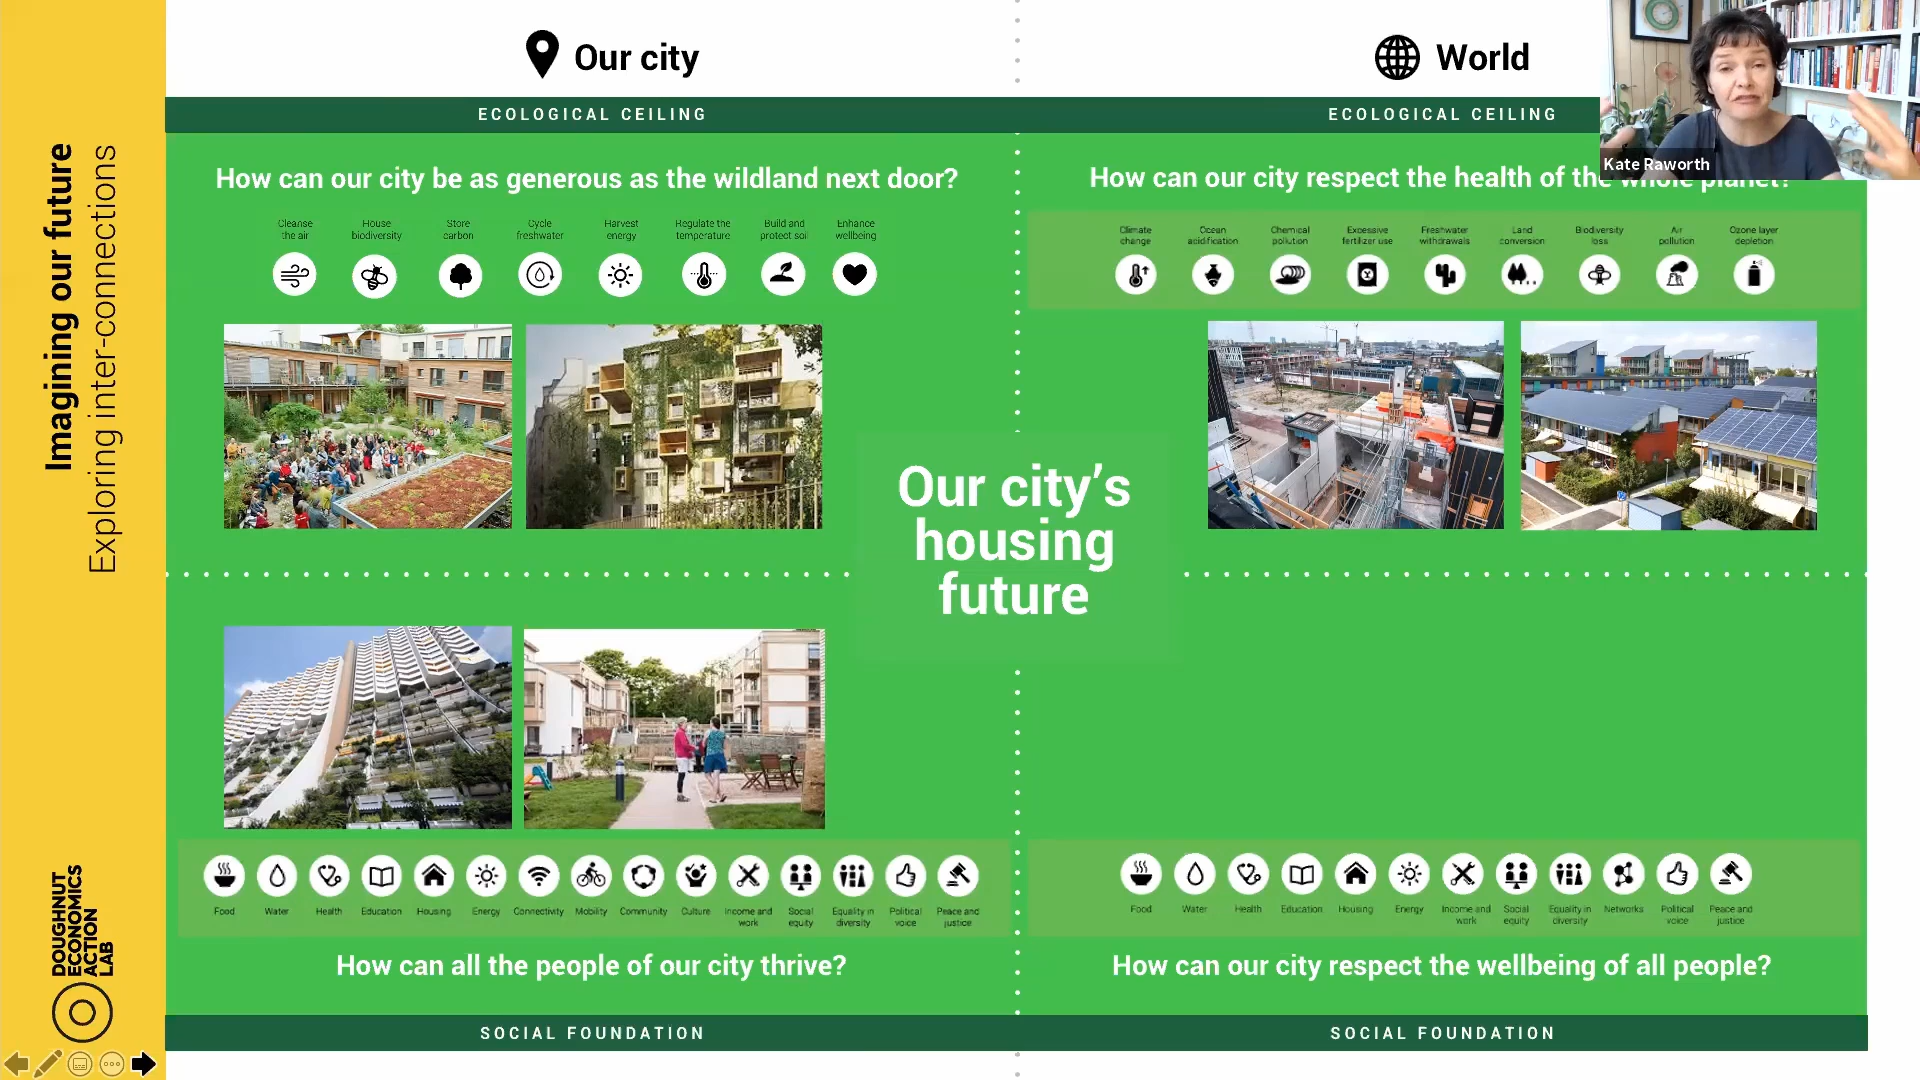 Imagining our future
Exploring inter-connections
DOUGHNUT
ECONOMICS
ACTION
LAB
Our city
World
ECOLOGICAL CEILING
ECOLOGICAL CEILING
Kate Raworth
How can our city be as generous as the wildland next door?
How can our city respect the health of the whole planet?
Cleanse
the air
House
biodiversity
Store
carbon
Cycle
freshwater
Harvest
energy
Regulate the
temperature
Build and
protect soil
Enhance
wellbeing
Climate
change
Ocean
acidification
Chemical
pollution
Excessive
fertilizer use
Freshwater
withdrawals
Land
conversion
Biodiversity
loss
Air
pollution
Ozone layer
depletion
Our city's
housing
future
Food
Water
Health
Education
Housing
Energy
Connectivity
Mobility
Community
Culture
Income and
work
Social
equity
Equality in
diversity
Political
voice
Peace and
justice
Food
Water
Health
Education
Housing
Energy
Income and
work
Social
equity
Equality in
diversity
Networks
Political
voice
Peace and
justice
How can all the people of our city thrive?
How can our city respect the wellbeing of all people?
SOCIAL FOUNDATION
SOCIAL FOUNDATION